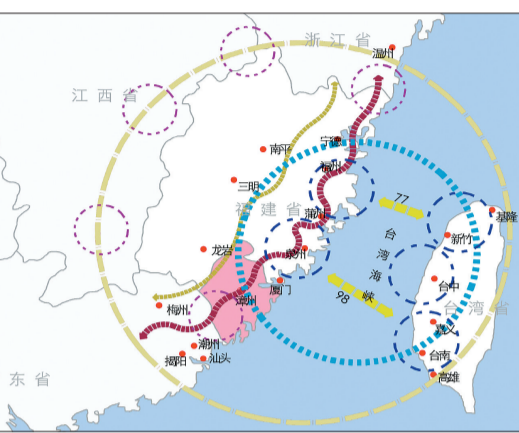 浙江省
温州
江西省
宁德
南平
福州
三明
77
福建省
莆田
基隆
台湾海峡
新竹
龙岩
泉州
台中
厦门
98
漳州
台湾省
梅州
嘉义
潮州
台南
揭阳
汕头
东省
高雄